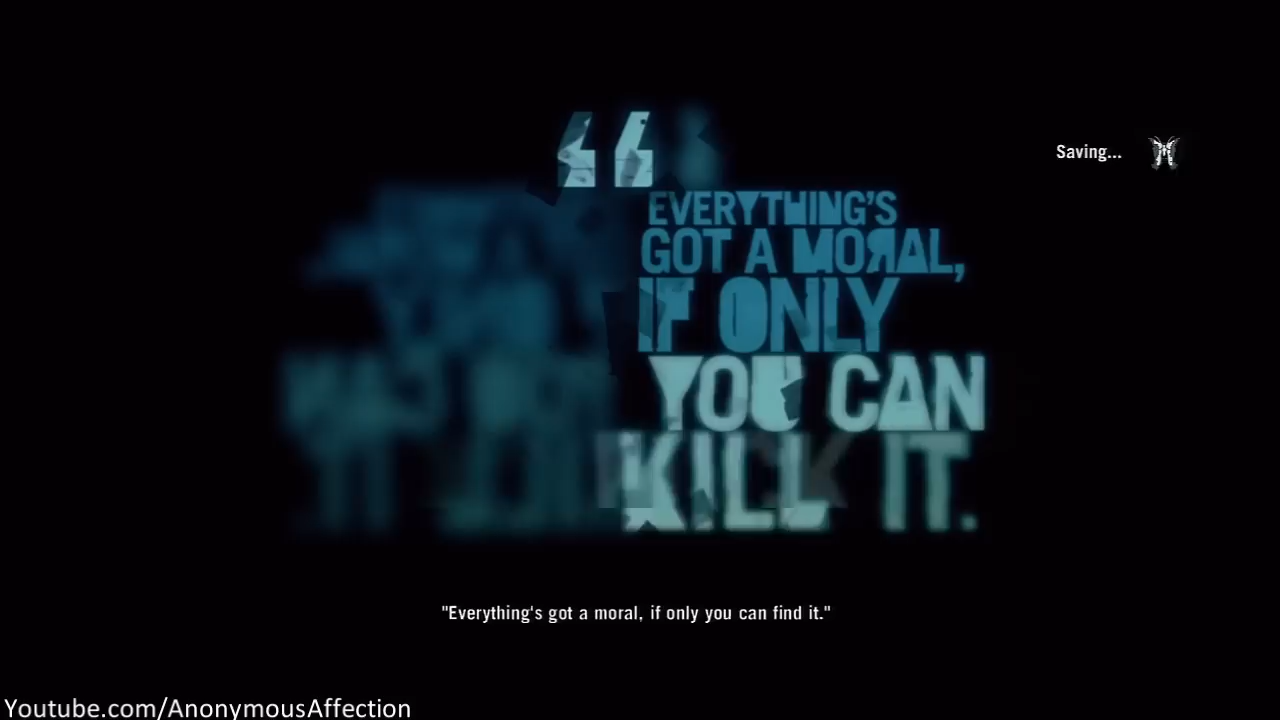 “
EVERYTHING'S
GOT A MORAL,
IF ONLY
YOU CAN
KILL IT.
Saving...
"Everything's got a moral, if only you can find it."
Youtube.com/AnonymousAffection